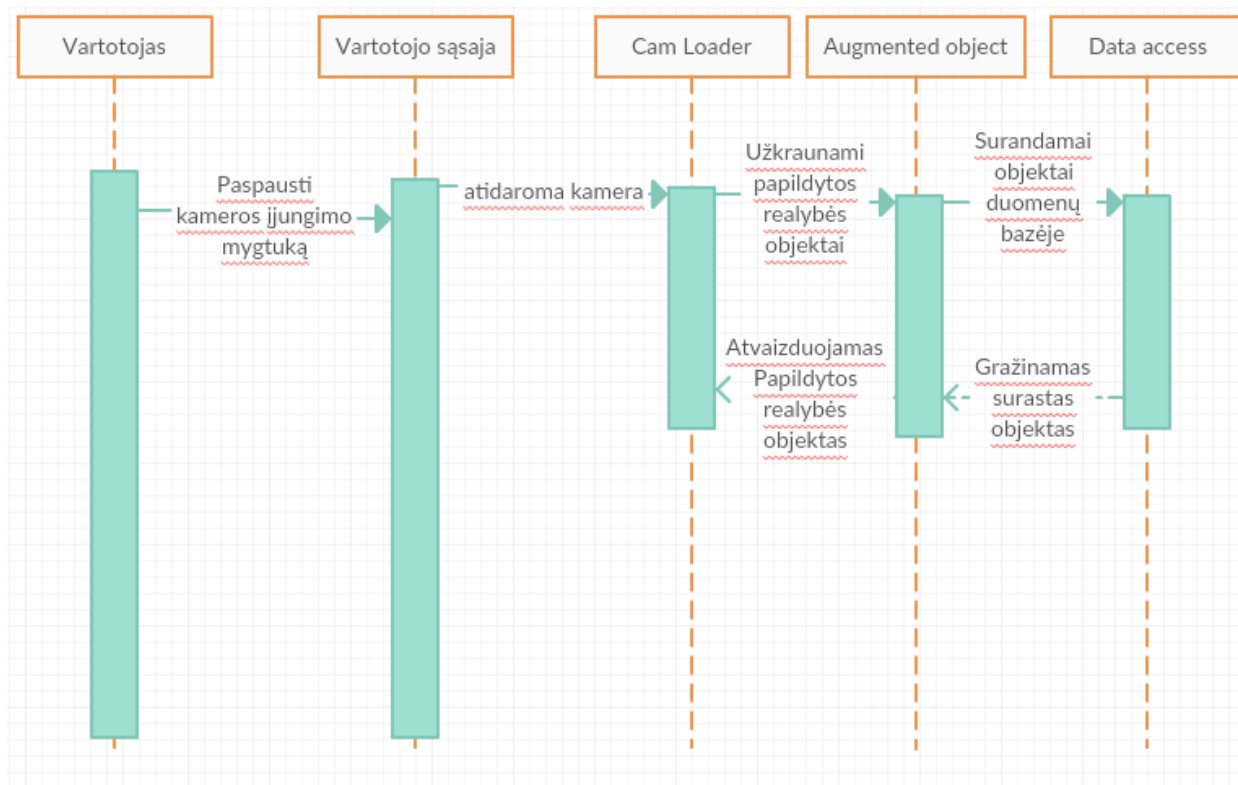 Vartotojas
Vartotojo sąsaja
Cam Loader
Augmented object
Data access
Paspausti
kameros įjungimo
mygtuką
atidaroma kamera
Užkraunami
papildytos
realybės
objektai
Surandamai
objektai
duomenų
bazėje
Atvaizduojamas
Papildytos
realybės
objektas
Gražinamas
surastas
objektas